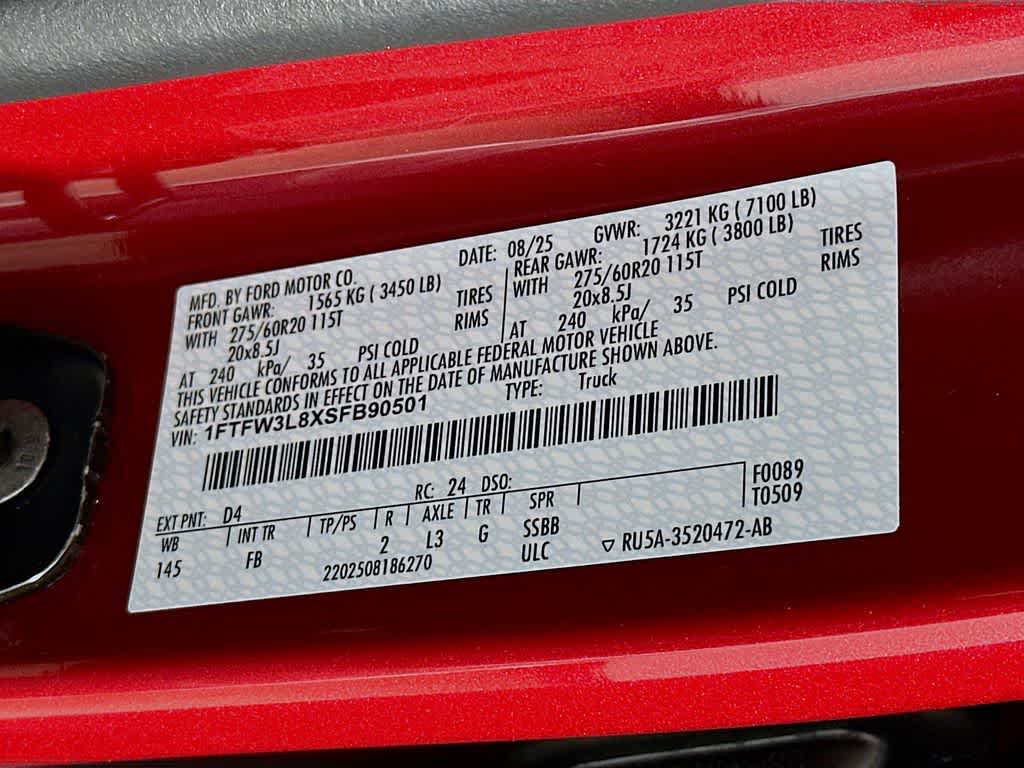 MFD. BY FORD MOTOR CO.
DATE: 08/25 GVWR: 3221 KG ( 7100 LB)
FRONT GAWR: 1565 KG ( 3450 LB)
WITH 275/60R20 115T TIRES
20x8.5J RIMS
AT 240 kPa/ 35 PSI COLD
REAR GAWR: 1724 KG ( 3800 LB)
WITH 275/60R20 115T TIRES
20x8.5J RIMS
AT 240 kPa/ 35 PSI COLD
THIS VEHICLE CONFORMS TO ALL APPLICABLE FEDERAL MOTOR VEHICLE
SAFETY STANDARDS IN EFFECT ON THE DATE OF MANUFACTURE SHOWN ABOVE.
VIN: 1FTFW3L8XSFB90501 TYPE: Truck
EXT PNT: D4 RC: 24 DSO: F0089
WB INT TR TP/PS R AXLE TR SPR T0509
145 FB 2 L3 G SSBB
2202508186270 ULC ▽ RU5A-3520472-AB